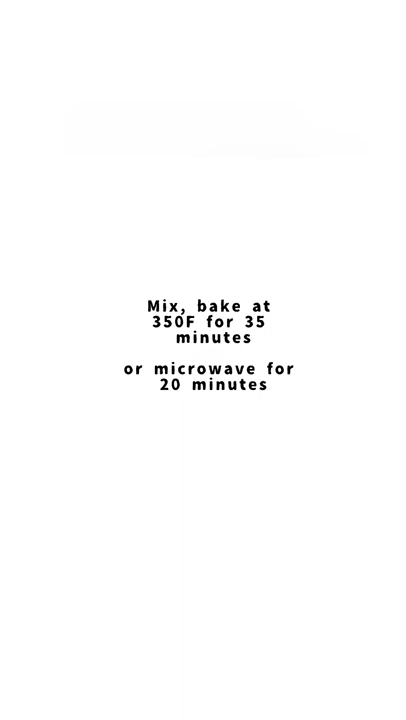 Mix, bake at
350F for 35
minutes
or microwave for
20 minutes